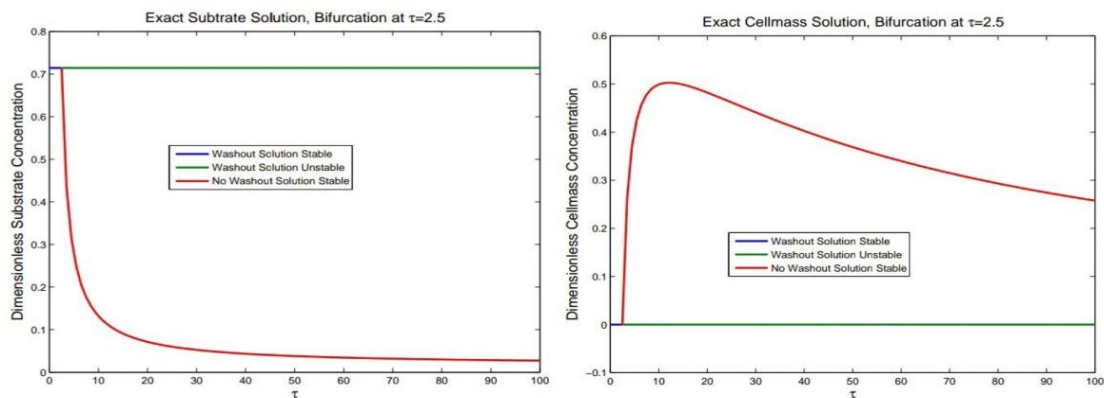 Exact Subtrate Solution, Bifurcation at τ=2.5
0.8
0.7
0.6
0.5
0.4
0.3
0.2
0.1
0
Dimensionless Substrate Concentration
Washout Solution Stable
Washout Solution Unstable
No Washout Solution Stable
0 10 20 30 40 50 60 70 80 90 100
τ
Exact Cellmass Solution, Bifurcation at τ=2.5
0.6
0.5
0.4
0.3
0.2
0.1
0
−0.1
Dimensionless Cellmass Concentration
Washout Solution Stable
Washout Solution Unstable
No Washout Solution Stable
0 10 20 30 40 50 60 70 80 90 100
τ